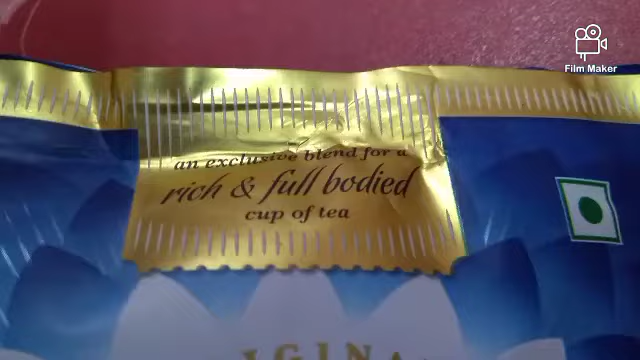 Film Maker
an exclusive blend for a
rich & full bodied
cup of tea